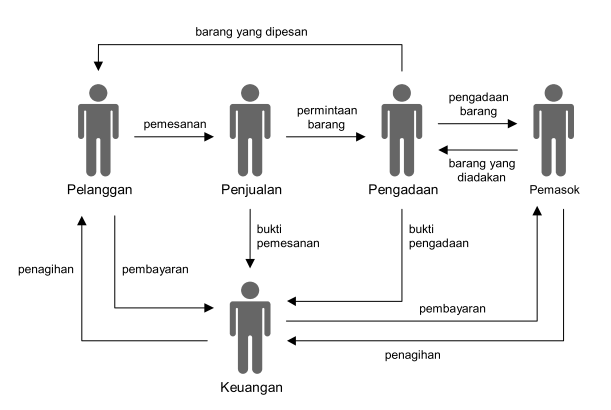 barang yang dipesan
pemesanan
permintaan
barang
pengadaan
barang
barang yang
diadakan
Pelanggan
Penjualan
Pengadaan
Pemasok
penagihan
pembayaran
bukti
pemesanan
bukti
pengadaan
pembayaran
penagihan
Keuangan